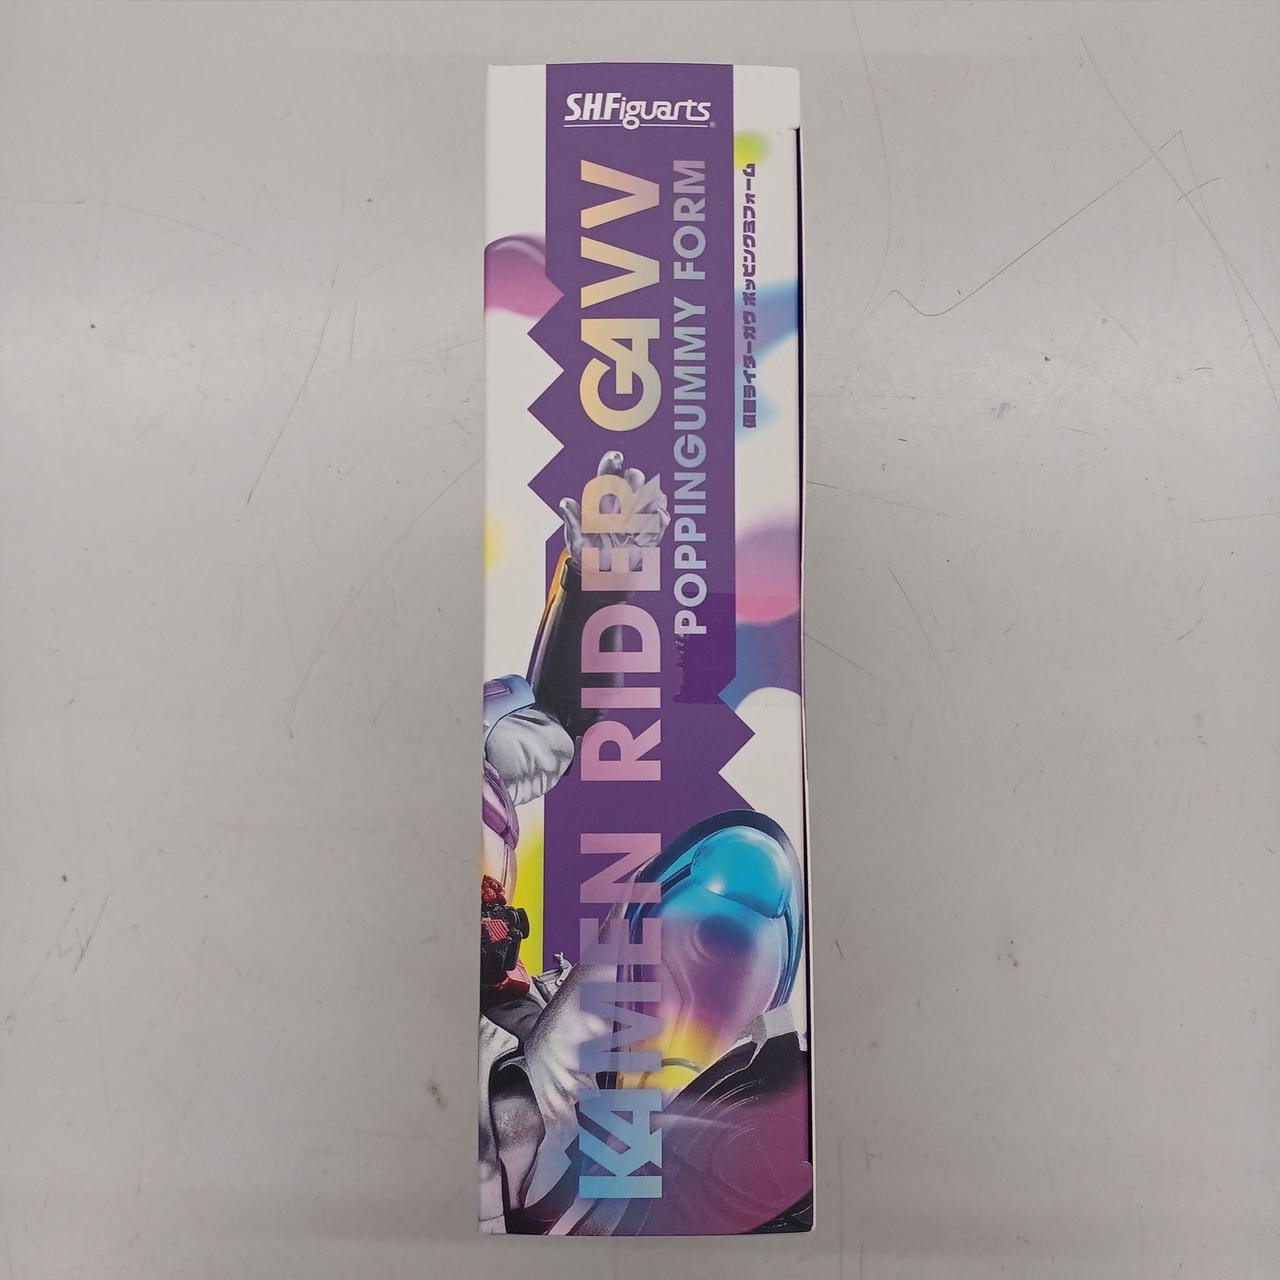 S.H.Figuarts
KAMEN RIDER GAVV
POPPINGUMMY FORM
仮面ライダーガヴ ポッピングミフォーム